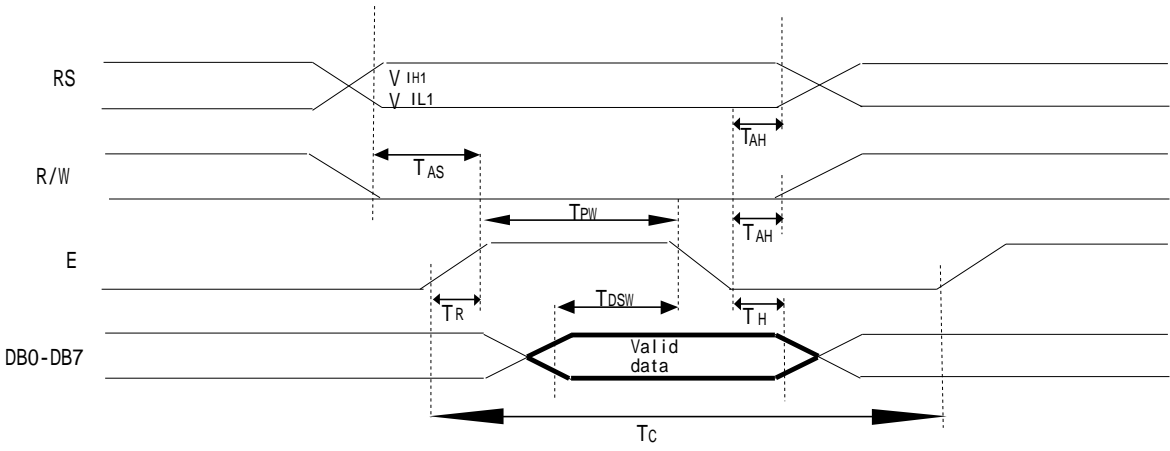 RS
V IH1
V IL1
TAH
R/W
TAS
TPW
TAH
E
TR
TDSW
TH
DB0-DB7
Valid
data
TC